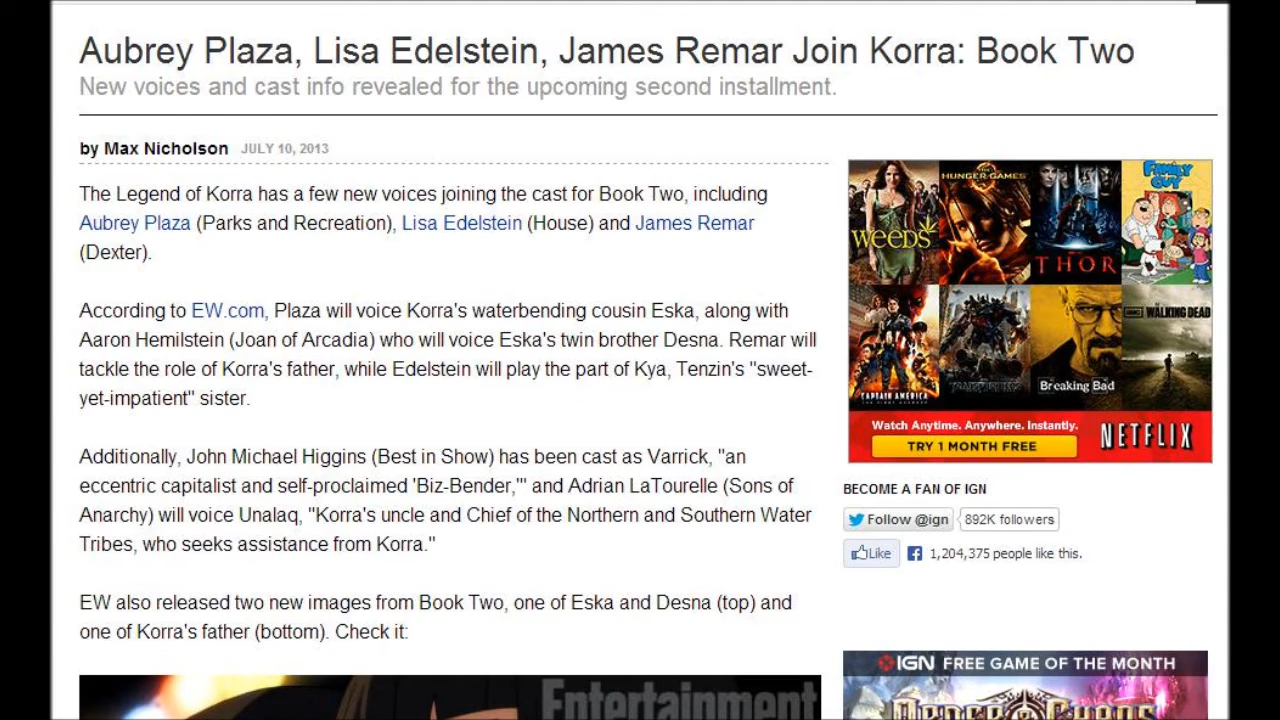 Aubrey Plaza, Lisa Edelstein, James Remar Join Korra: Book Two
New voices and cast info revealed for the upcoming second installment.
by Max Nicholson JULY 10, 2013
The Legend of Korra has a few new voices joining the cast for Book Two, including
Aubrey Plaza (Parks and Recreation), Lisa Edelstein (House) and James Remar
(Dexter).
According to EW.com, Plaza will voice Korra's waterbending cousin Eska, along with
Aaron Hemilstein (Joan of Arcadia) who will voice Eska's twin brother Desna. Remar will
tackle the role of Korra's father, while Edelstein will play the part of Kya, Tenzin's "sweet-
yet-impatient" sister.
Additionally, John Michael Higgins (Best in Show) has been cast as Varrick, "an
eccentric capitalist and self-proclaimed 'Biz-Bender,'" and Adrian LaTourelle (Sons of
Anarchy) will voice Unalaq, "Korra's uncle and Chief of the Northern and Southern Water
Tribes, who seeks assistance from Korra."
EW also released two new images from Book Two, one of Eska and Desna (top) and
one of Korra's father (bottom). Check it:
Entertainment
WEEDS
THE HUNGER GAMES
THOR
FAMILY GUY
CAPTAIN AMERICA
TRANSFORMERS
Breaking Bad
AMC THE WALKING DEAD
Watch Anytime. Anywhere. Instantly.
TRY 1 MONTH FREE
NETFLIX
BECOME A FAN OF IGN
Follow @ign 892K followers
Like 1,204,375 people like this.
IGN FREE GAME OF THE MONTH
ORDER & CHAOS